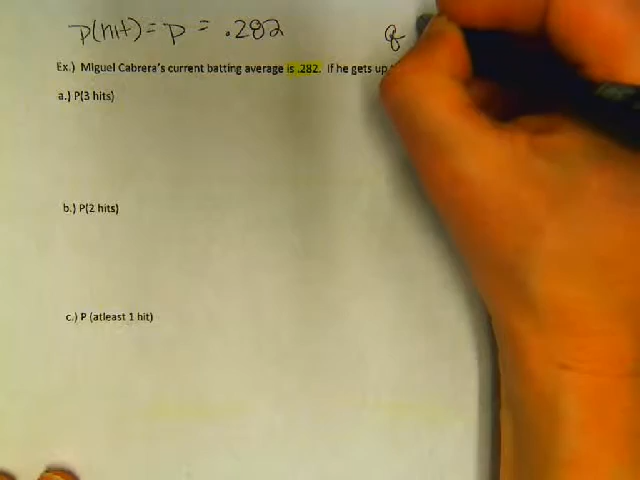 P(hit) = P = .282 q
Ex.) Miguel Cabrera's current batting average is .282. If he gets up
a.) P(3 hits)
b.) P(2 hits)
c.) P (atleast 1 hit)